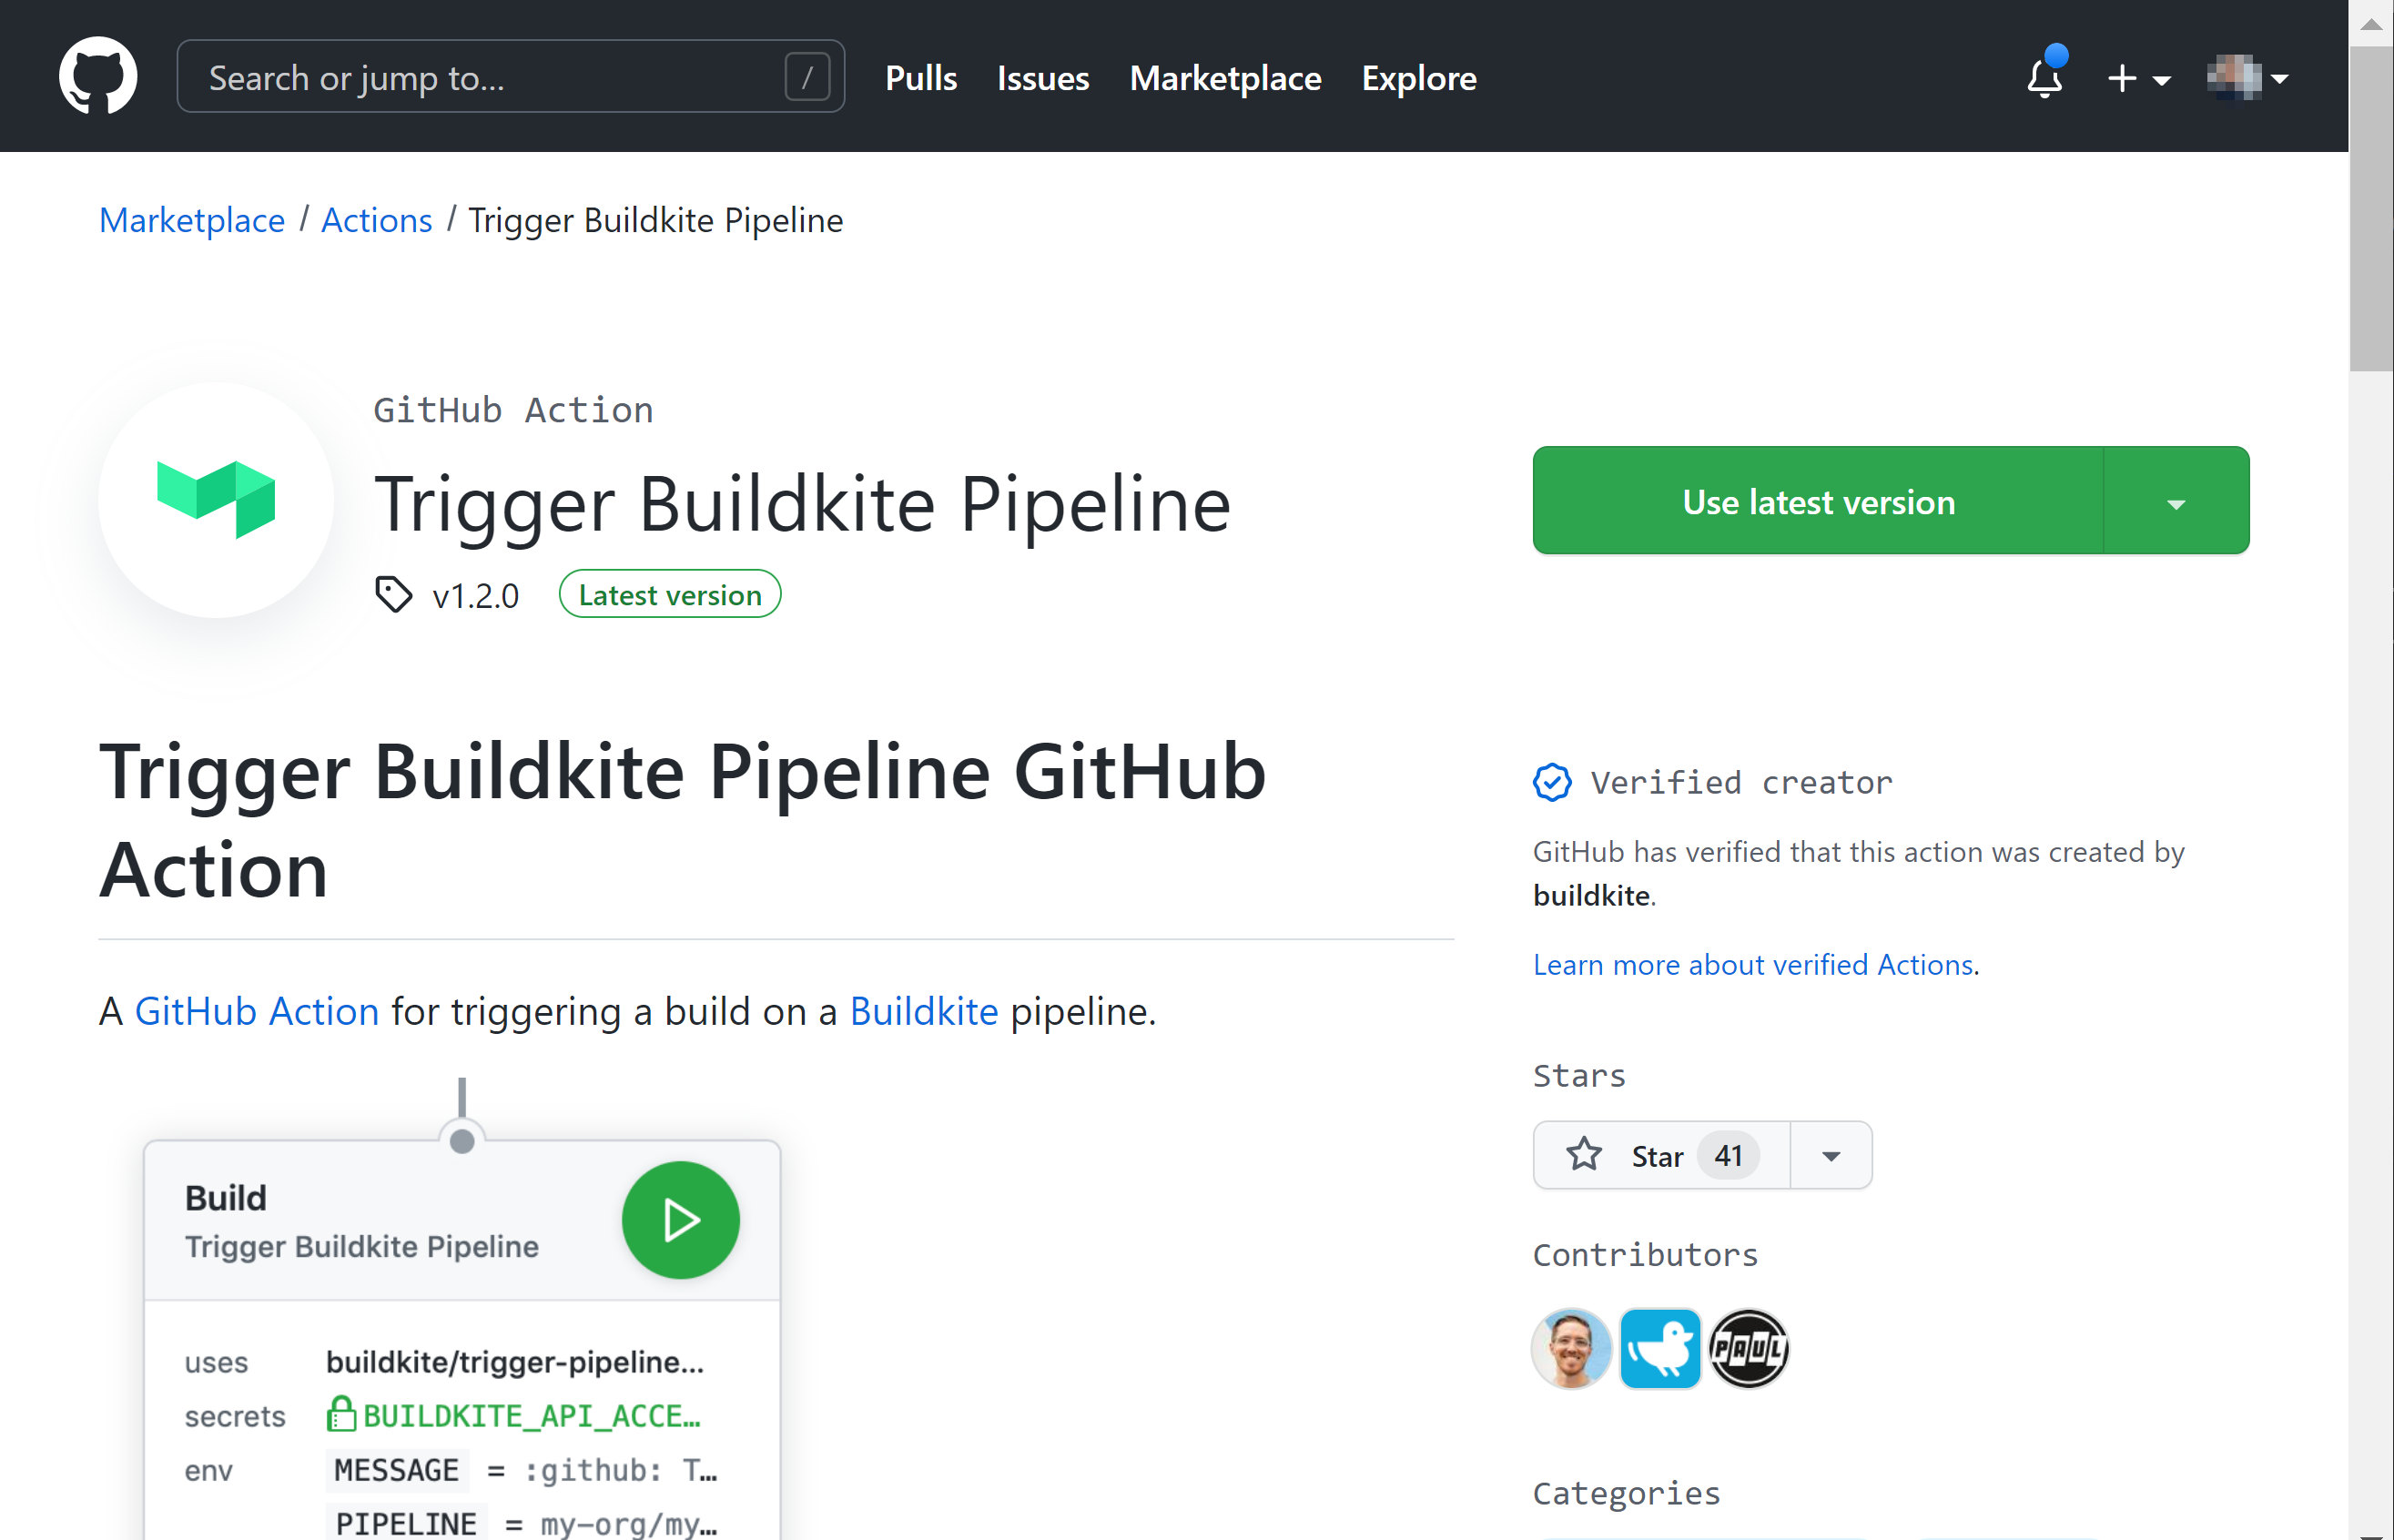 Search or jump to...
/
Pulls
Issues
Marketplace
Explore
Marketplace / Actions / Trigger Buildkite Pipeline
GitHub Action
Trigger Buildkite Pipeline
v1.2.0
Latest version
Use latest version
Trigger Buildkite Pipeline GitHub
Action
A GitHub Action for triggering a build on a Buildkite pipeline.
Build
Trigger Buildkite Pipeline
uses buildkite/trigger-pipeline...
secrets BUILDKITE_API_ACCE...
env MESSAGE = :github: T...
PIPELINE = my-org/my...
Verified creator
GitHub has verified that this action was created by
buildkite.
Learn more about verified Actions.
Stars
Star 41
Contributors
PAUL
Categories